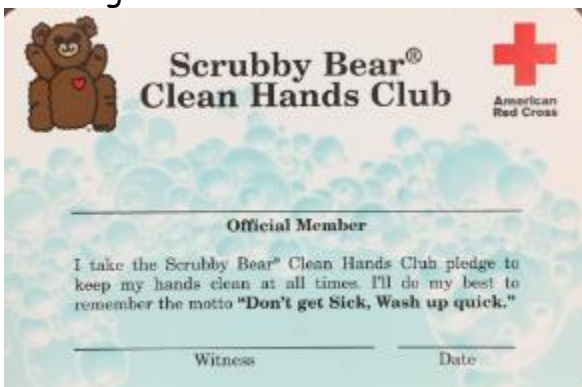 Scrubby Bear®
Clean Hands Club
American
Red Cross
Official Member
I take the Scrubby Bear® Clean Hands Club pledge to
keep my hands clean at all times. I'll do my best to
remember the motto "Don't get Sick, Wash up quick."
Witness Date